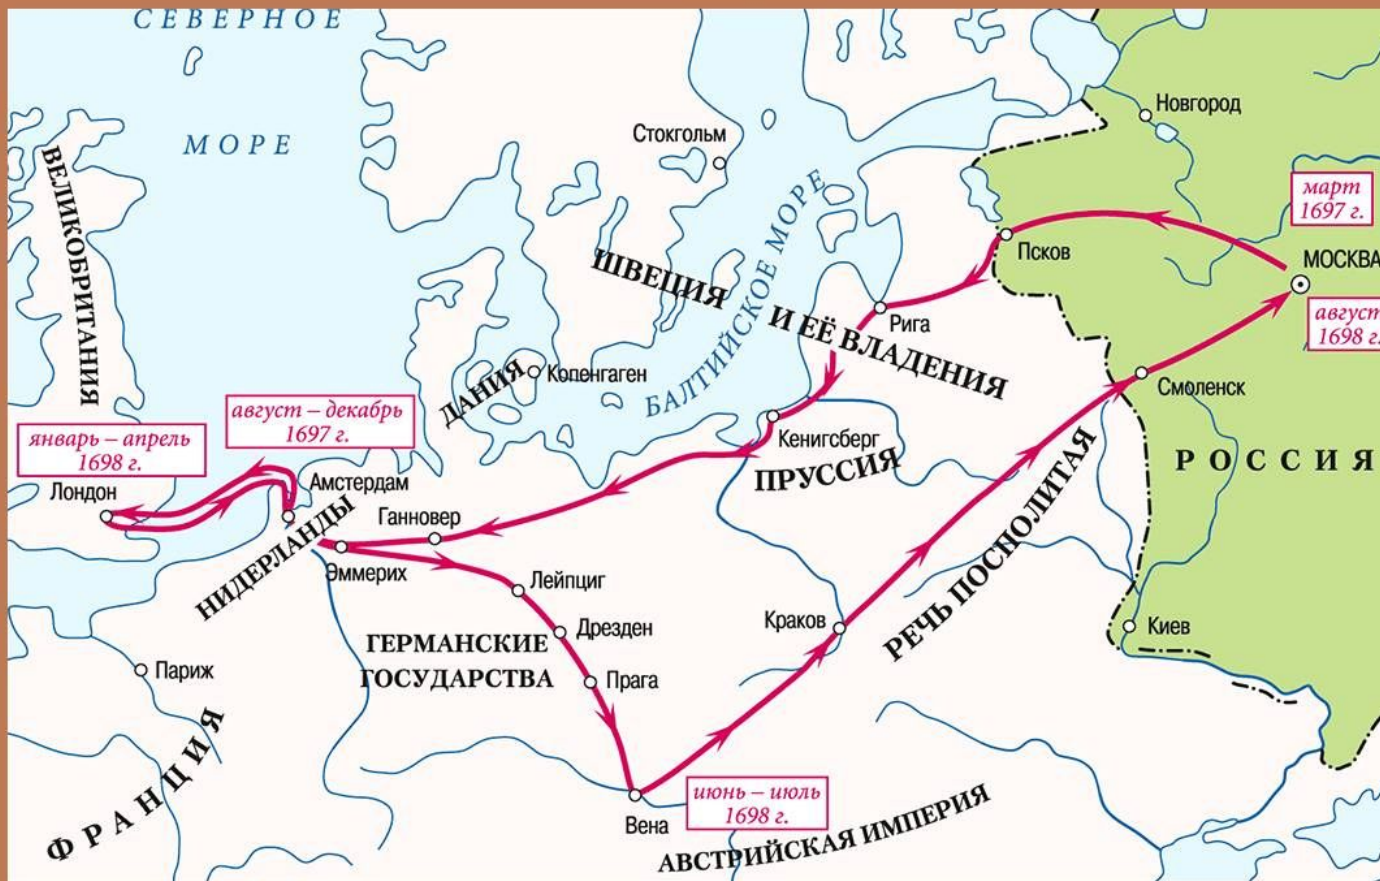 СЕВЕРНОЕ
МОРЕ
ВЕЛИКОБРИТАНИЯ
Стокгольм
Новгород
март
1697 г.
МОСКВА
август
1698 г.
Псков
Рига
ШВЕЦИЯ И ЕЁ ВЛАДЕНИЯ
БАЛТИЙСКОЕ МОРЕ
ДАНИЯ
Копенгаген
Смоленск
РОССИЯ
Кенигсберг
ПРУССИЯ
август – декабрь
1697 г.
январь – апрель
1698 г.
Лондон
Амстердам
НИДЕРЛАНДЫ
Ганновер
Эммерих
Лейпциг
Дрезден
Прага
ГЕРМАНСКИЕ
ГОСУДАРСТВА
Краков
РЕЧЬ ПОСПОЛИТАЯ
Киев
Париж
ФРАНЦИЯ
Вена
июнь – июль
1698 г.
АВСТРИЙСКАЯ ИМПЕРИЯ